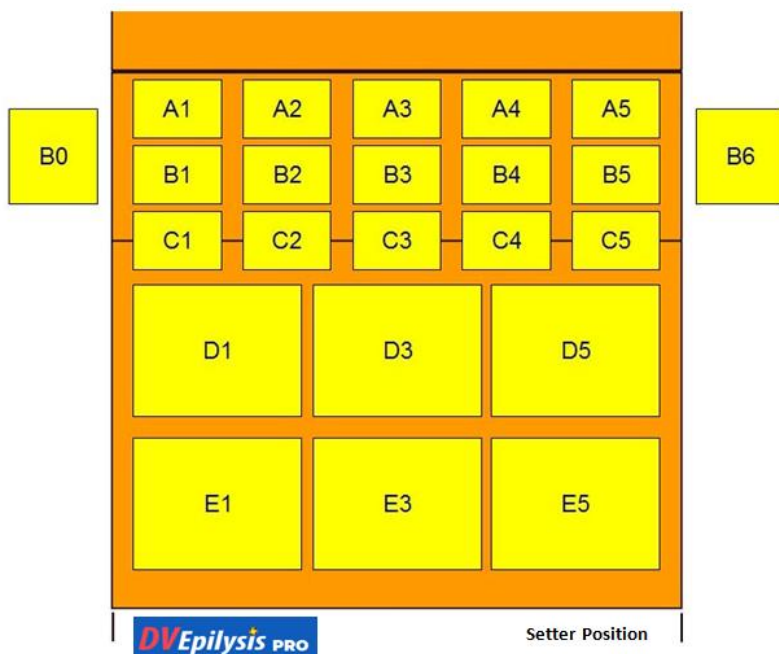 A1 A2 A3 A4 A5
B0 B1 B2 B3 B4 B5 B6
C1 C2 C3 C4 C5
D1 D3 D5
E1 E3 E5
DVEpilysis PRO
Setter Position